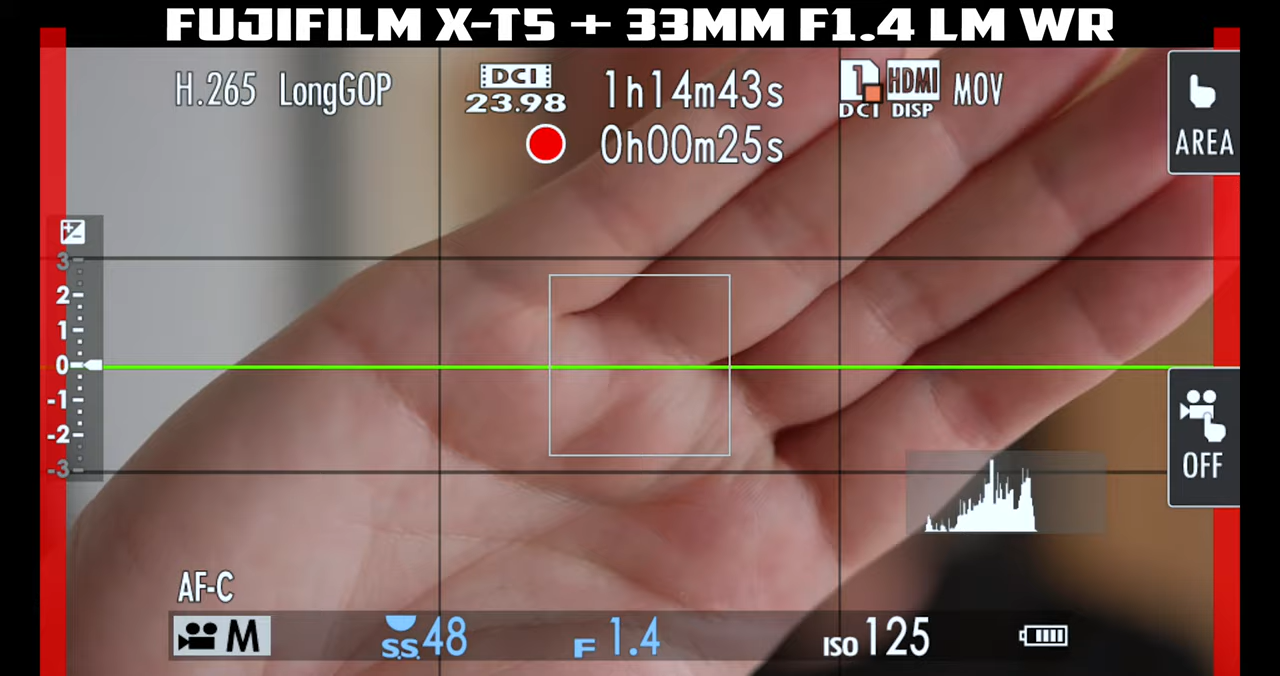 FUJIFILM X-T5 + 33MM F1.4 LM WR
H.265 LongGOP
DCI
23.98
1h14m43s
0h00m25s
1
DCI
HDMI
DISP
MOV
AREA
3
2
1
0
-1
-2
-3
OFF
AF-C
M
S.S. 48
F 1.4
ISO 125